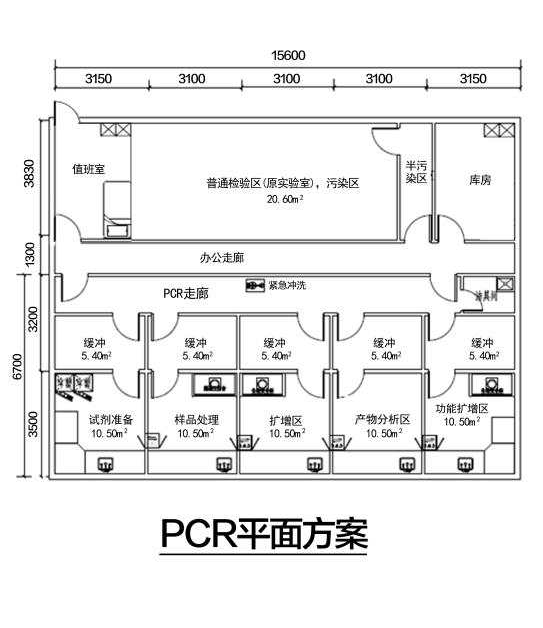 15600
3150 3100 3100 3100 3150
3830
1300
3200
6700
3500
值班室
普通检验区(原实验室)，污染区
20.60m²
半污
染区
库房
办公走廊
PCR走廊
紧急冲洗
洁具间
缓冲
5.40m²
缓冲
5.40m²
缓冲
5.40m²
缓冲
5.40m²
缓冲
5.40m²
试剂准备
10.50m²
样品处理
10.50m²
扩增区
10.50m²
产物分析区
10.50m²
功能扩增区
10.50m²
PCR平面方案